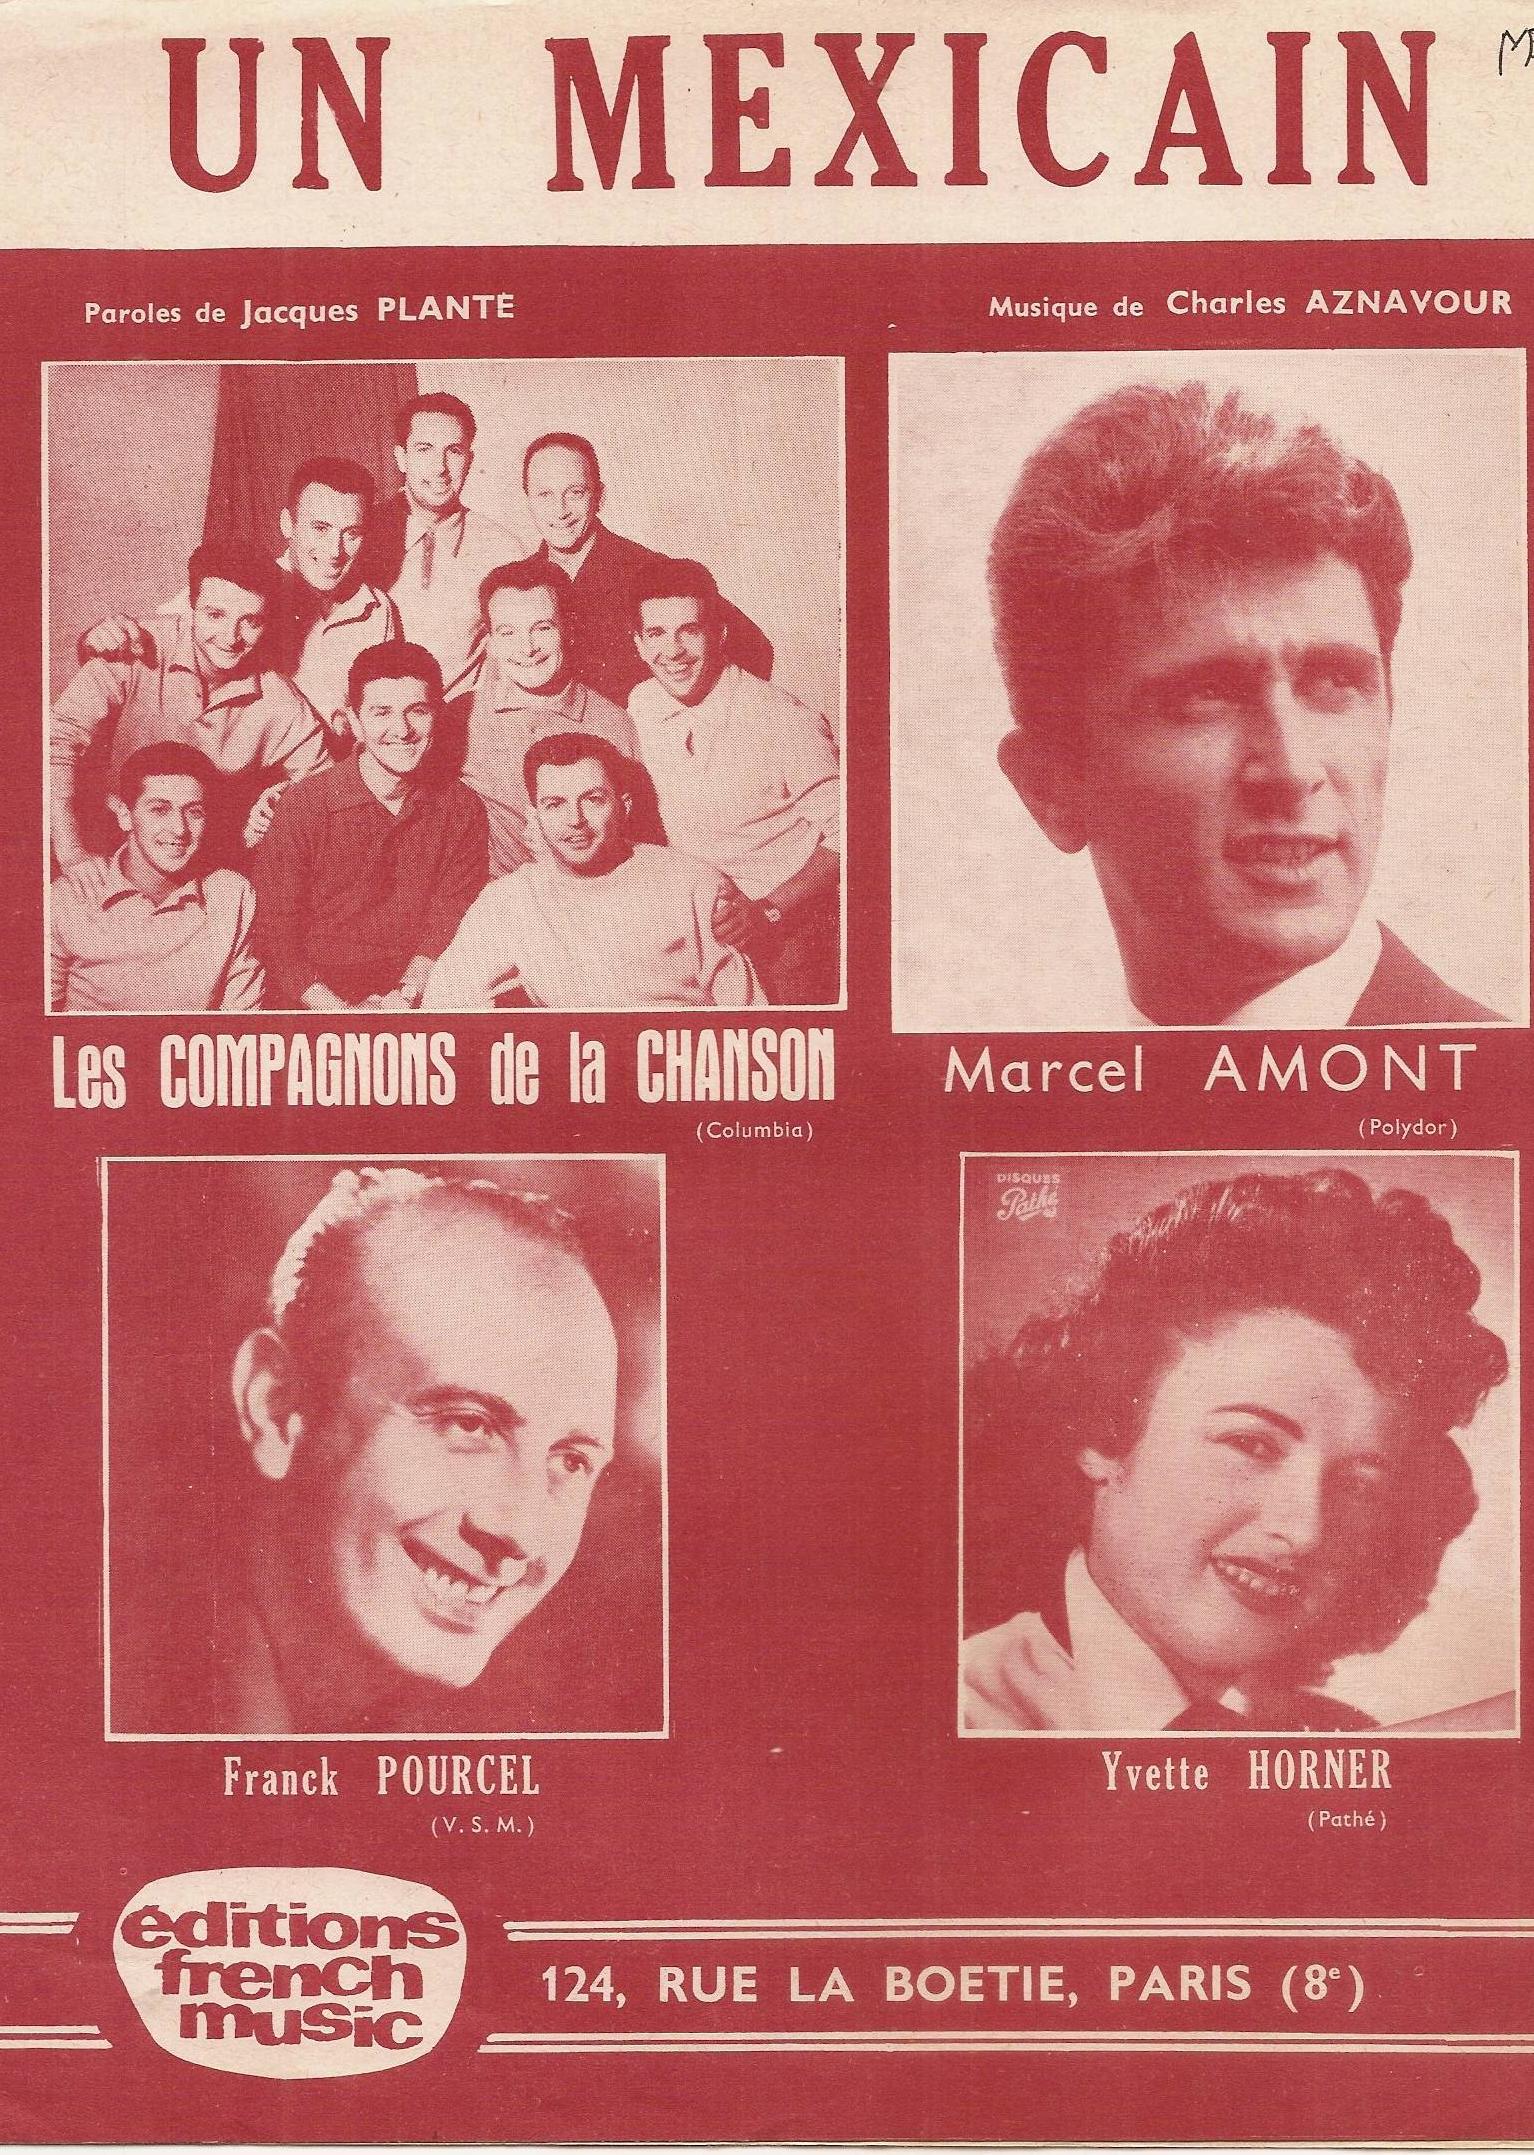 UN MEXICAIN
Paroles de Jacques PLANTE
Musique de Charles AZNAVOUR
Les COMPAGNONS de la CHANSON
(Columbia)
Marcel AMONT
(Polydor)
DISQUES
Pathé
Franck POURCEL
(V. S. M.)
Yvette HORNER
(Pathé)
éditions
french
music
124, RUE LA BOETIE, PARIS (8e)